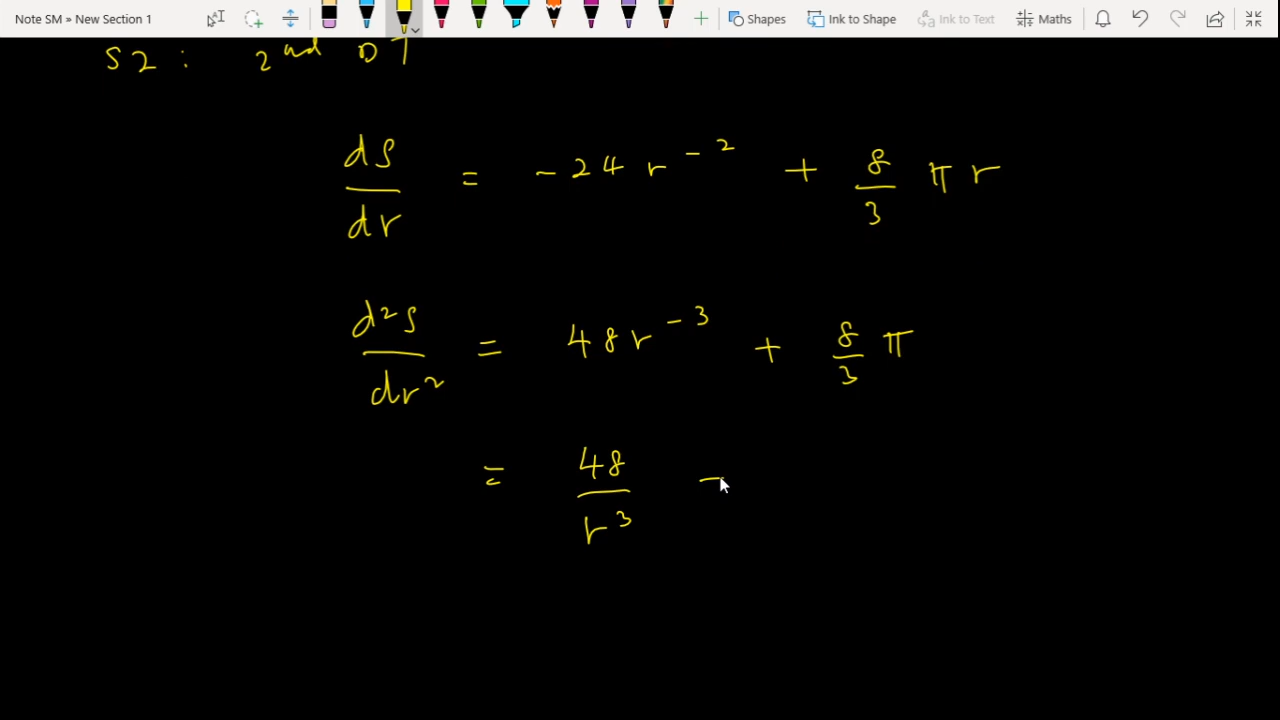 Note SM » New Section 1 Shapes Ink to Shape Ink to Text Maths
S2 : 2nd DT
dS/dr = -24r⁻² + 8/3 πr
d²S/dr² = 48r⁻³ + 8/3 π
= 48/r³ -